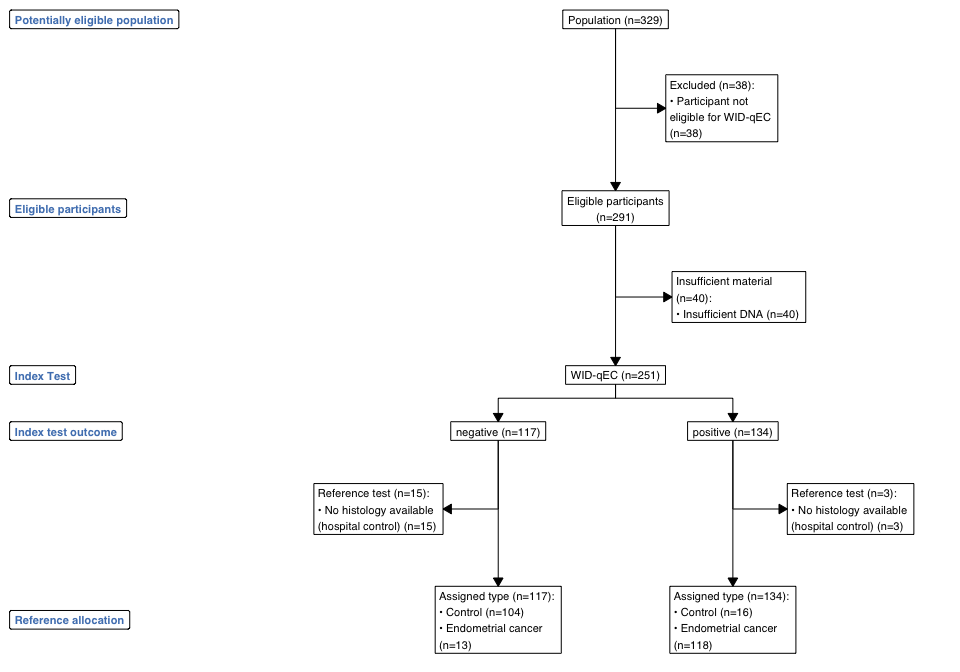 Potentially eligible population
Population (n=329)
Excluded (n=38):
• Participant not
eligible for WID-qEC
(n=38)
Eligible participants
Eligible participants
(n=291)
Insufficient material
(n=40):
• Insufficient DNA (n=40)
Index Test
WID-qEC (n=251)
Index test outcome
negative (n=117)
positive (n=134)
Reference test (n=15):
• No histology available
(hospital control) (n=15)
Reference test (n=3):
• No histology available
(hospital control) (n=3)
Reference allocation
Assigned type (n=117):
• Control (n=104)
• Endometrial cancer
(n=13)
Assigned type (n=134):
• Control (n=16)
• Endometrial cancer
(n=118)